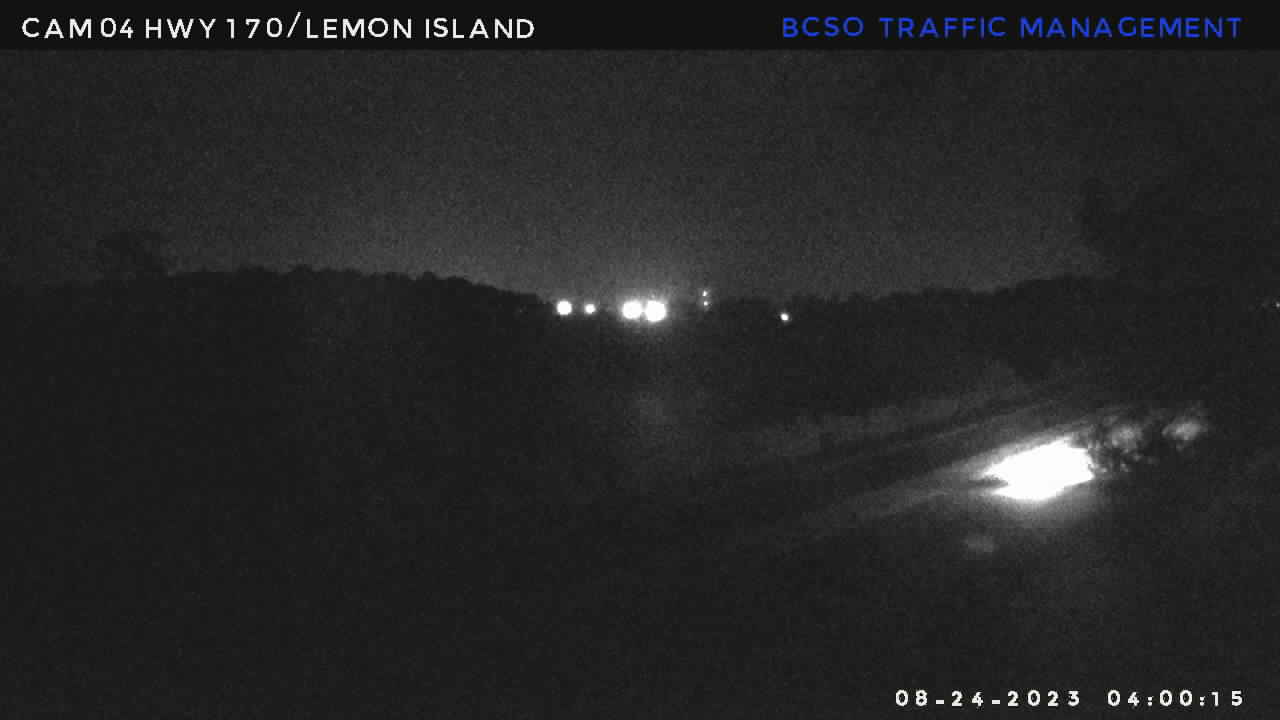 CAM 04 HWY 170/LEMON ISLAND
BCSO TRAFFIC MANAGEMENT
08-24-2023 04:00:15